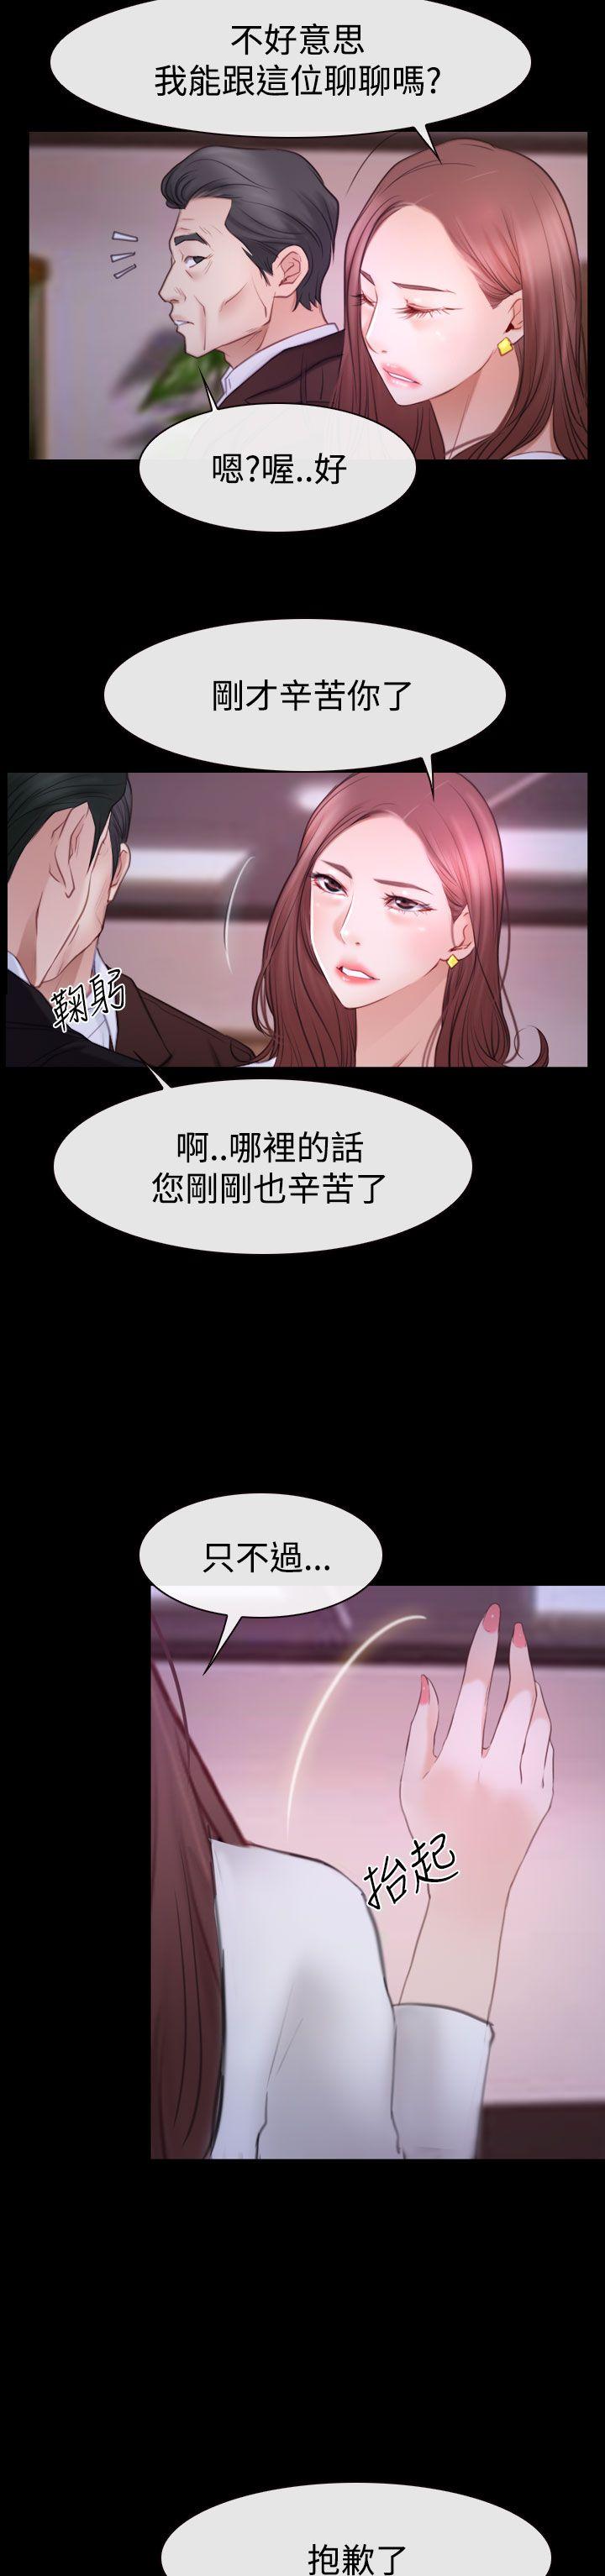 不好意思
我能跟這位聊聊嗎?
嗯?喔..好
剛才辛苦你了
鞠躬
啊..哪裡的話
您剛剛也辛苦了
只不過...
抬起
抱歉了